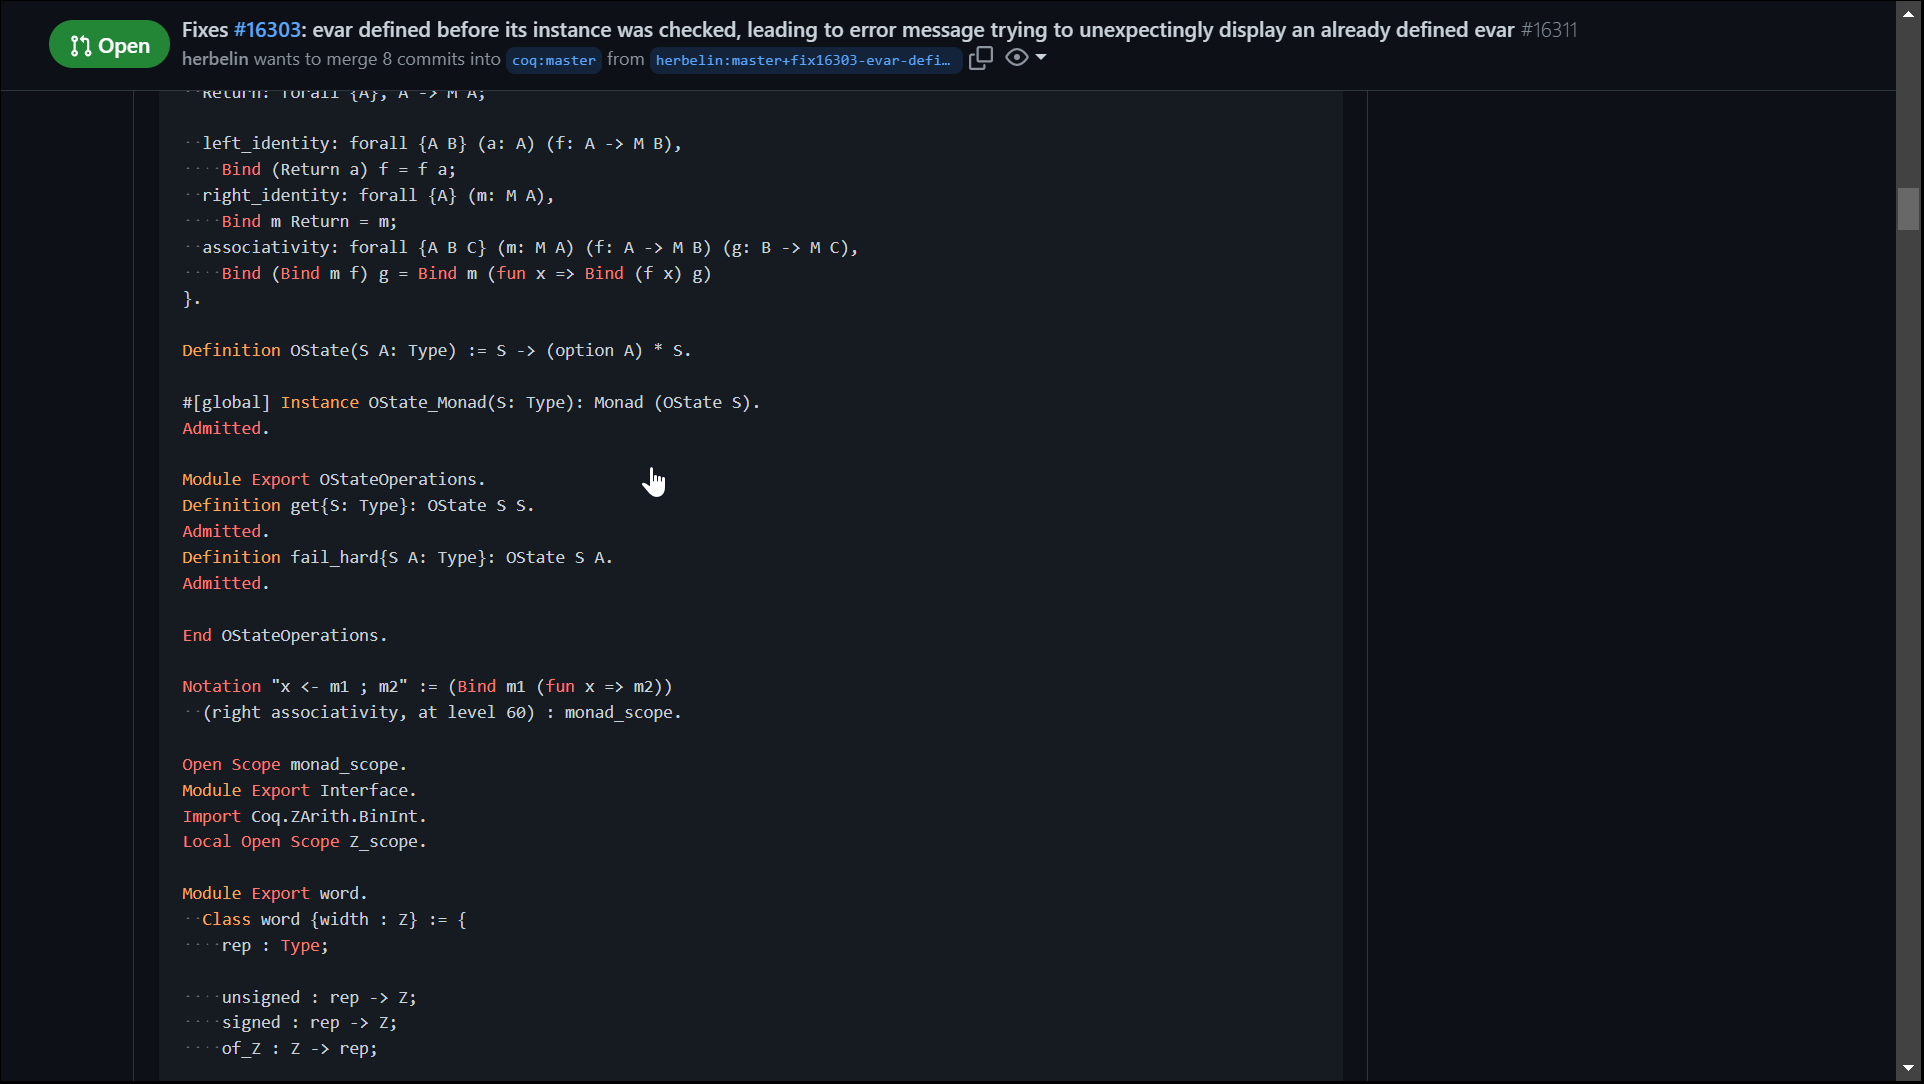 Open
Fixes #16303: evar defined before its instance was checked, leading to error message trying to unexpectingly display an already defined evar #16311
herbelin wants to merge 8 commits into coq:master from herbelin:master+fix16303-evar-defi…
Return: forall {A}, A -> M A;
left_identity: forall {A B} (a: A) (f: A -> M B),
Bind (Return a) f = f a;
right_identity: forall {A} (m: M A),
Bind m Return = m;
associativity: forall {A B C} (m: M A) (f: A -> M B) (g: B -> M C),
Bind (Bind m f) g = Bind m (fun x => Bind (f x) g)
}.
Definition OState(S A: Type) := S -> (option A) * S.
#[global] Instance OState_Monad(S: Type): Monad (OState S).
Admitted.
Module Export OStateOperations.
Definition get{S: Type}: OState S S.
Admitted.
Definition fail_hard{S A: Type}: OState S A.
Admitted.
End OStateOperations.
Notation "x <- m1 ; m2" := (Bind m1 (fun x => m2))
(right associativity, at level 60) : monad_scope.
Open Scope monad_scope.
Module Export Interface.
Import Coq.ZArith.BinInt.
Local Open Scope Z_scope.
Module Export word.
Class word {width : Z} := {
rep : Type;
unsigned : rep -> Z;
signed : rep -> Z;
of_Z : Z -> rep;